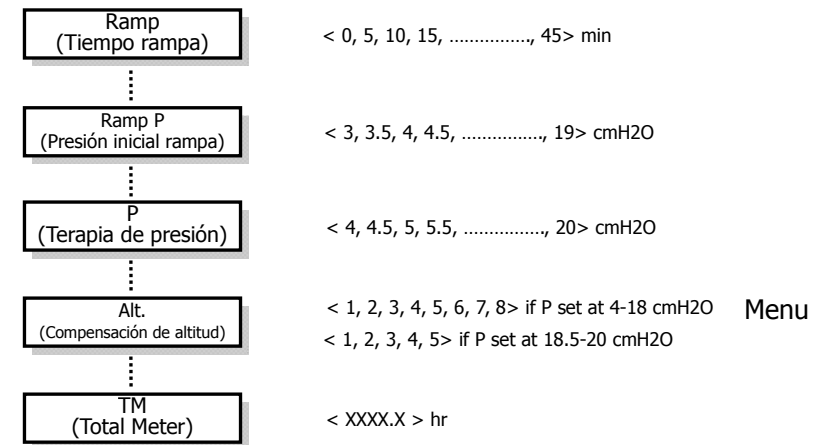 Ramp
(Tiempo rampa)
< 0, 5, 10, 15, ................, 45> min
Ramp P
(Presión inicial rampa)
< 3, 3.5, 4, 4.5, ................, 19> cmH2O
P
(Terapia de presión)
< 4, 4.5, 5, 5.5, ................, 20> cmH2O
Alt.
(Compensación de altitud)
< 1, 2, 3, 4, 5, 6, 7, 8> if P set at 4-18 cmH2O
< 1, 2, 3, 4, 5> if P set at 18.5-20 cmH2O
Menu
TM
(Total Meter)
< XXXX.X > hr